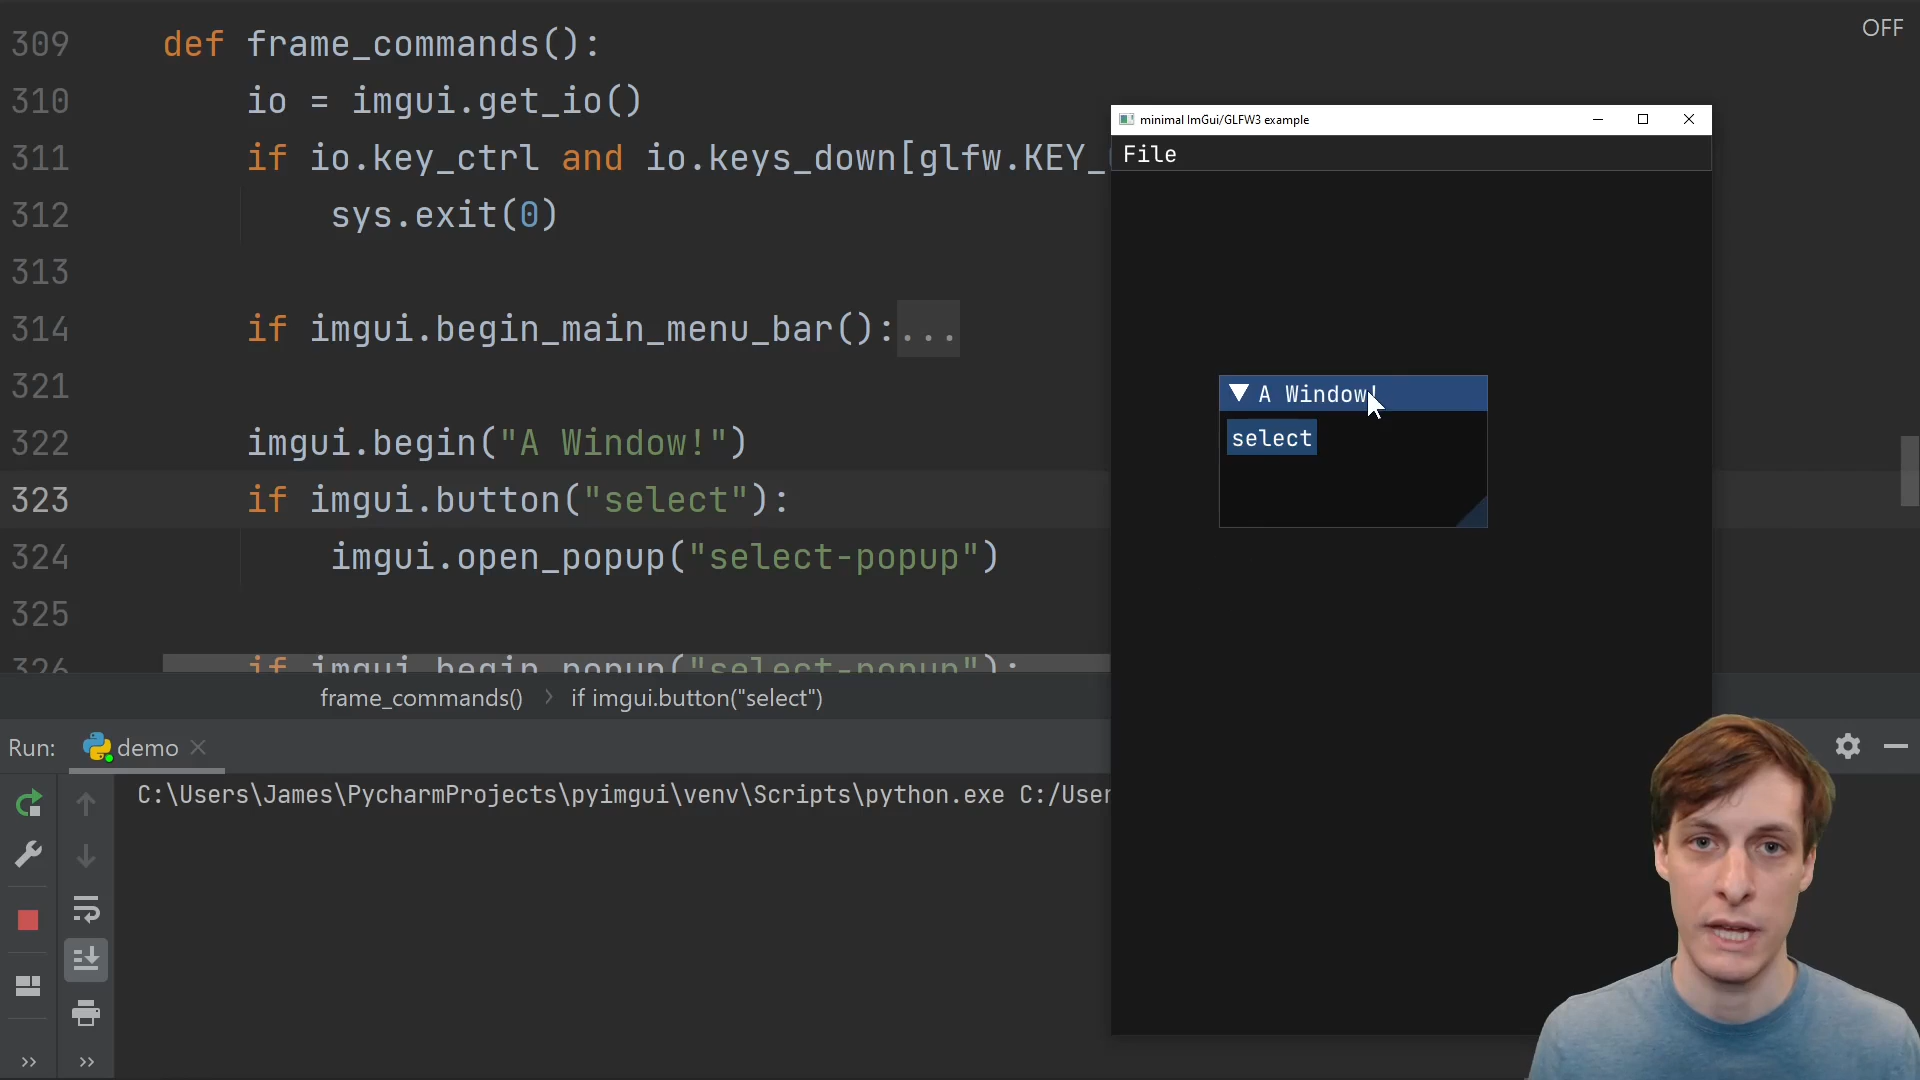 309 def frame_commands():
OFF
310 io = imgui.get_io()
311 if io.key_ctrl and io.keys_down[glfw.KEY_
312 sys.exit(0)
313
314 if imgui.begin_main_menu_bar():...
321
322 imgui.begin("A Window!")
323 if imgui.button("select"):
324 imgui.open_popup("select-popup")
325
326 if imgui.begin_popup("select-popup"):
frame_commands() > if imgui.button("select")
Run: demo
C:\Users\James\PycharmProjects\pyimgui\venv\Scripts\python.exe C:/User
minimal ImGui/GLFW3 example
File
A Window!
select